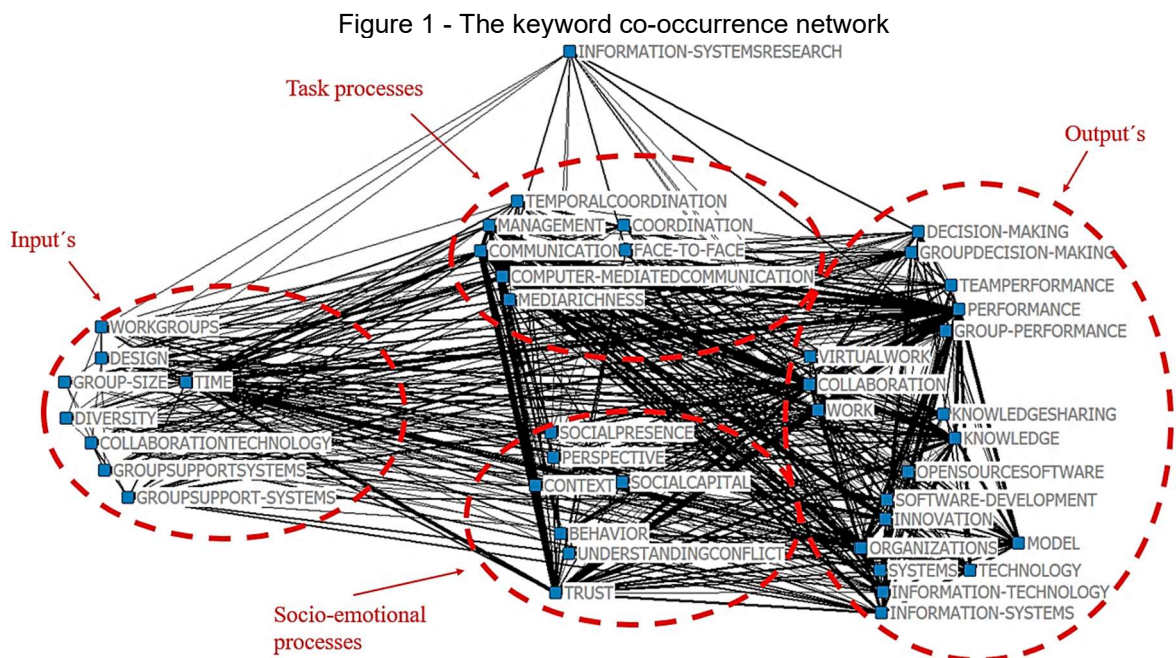 Figure 1 - The keyword co-occurrence network
INFORMATION-SYSTEMSRESEARCH
Task processes
Output´s
Input´s
TEMPORALCOORDINATION
MANAGEMENT
COORDINATION
COMMUNICATION
FACE-TO-FACE
COMPUTER-MEDIATEDCOMMUNICATION
MEDIARICHNESS
DECISION-MAKING
GROUPDECISION-MAKING
TEAMPERFORMANCE
PERFORMANCE
GROUP-PERFORMANCE
WORKGROUPS
DESIGN
GROUP-SIZE
TIME
DIVERSITY
COLLABORATIONTECHNOLOGY
GROUPSUPPORTSYSTEMS
GROUPSUPPORT-SYSTEMS
VIRTUALWORK
COLLABORATION
WORK
KNOWLEDGESHARING
KNOWLEDGE
SOCIALPRESENCE
PERSPECTIVE
CONTEXT
SOCIALCAPITAL
BEHAVIOR
UNDERSTANDINGCONFLICT
TRUST
OPENSOURCESOFTWARE
SOFTWARE-DEVELOPMENT
INNOVATION
ORGANIZATIONS
MODEL
SYSTEMS
TECHNOLOGY
INFORMATION-TECHNOLOGY
INFORMATION-SYSTEMS
Socio-emotional
processes